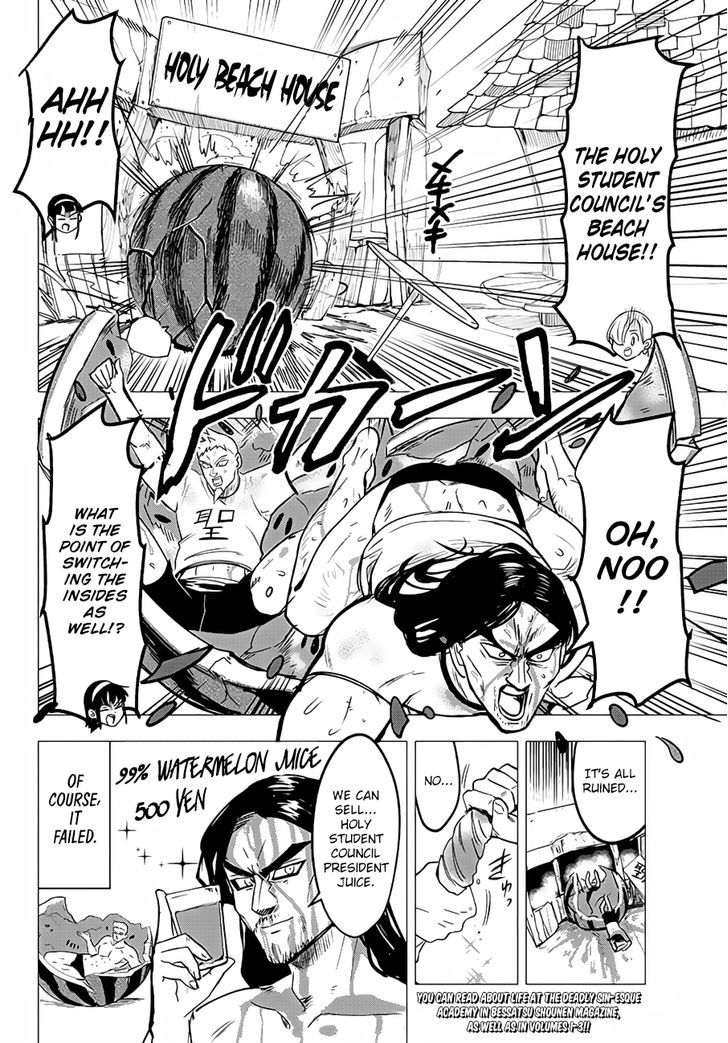 HOLY BEACH HOUSE
THE HOLY
STUDENT
COUNCIL'S
BEACH
HOUSE!!
AHH
HH!!
メキメキ
ドカーン
OH,
NOO
!!
聖
WHAT
IS THE
POINT OF
SWITCH-
ING THE
INSIDES
AS
WELL!?
IT'S ALL
RUINED...
NO...
WE CAN
SELL...
HOLY
STUDENT
COUNCIL
PRESIDENT
JUICE.
99% WATERMELON JUICE
500 YEN
OF
COURSE,
IT
FAILED.
YOU CAN READ ABOUT LIFE AT THE DEADLY SIN-ESQUE
ACADEMY IN BESSATSU SHOUNEN MAGAZINE,
AS WELL AS IN VOLUMES 1-3!!